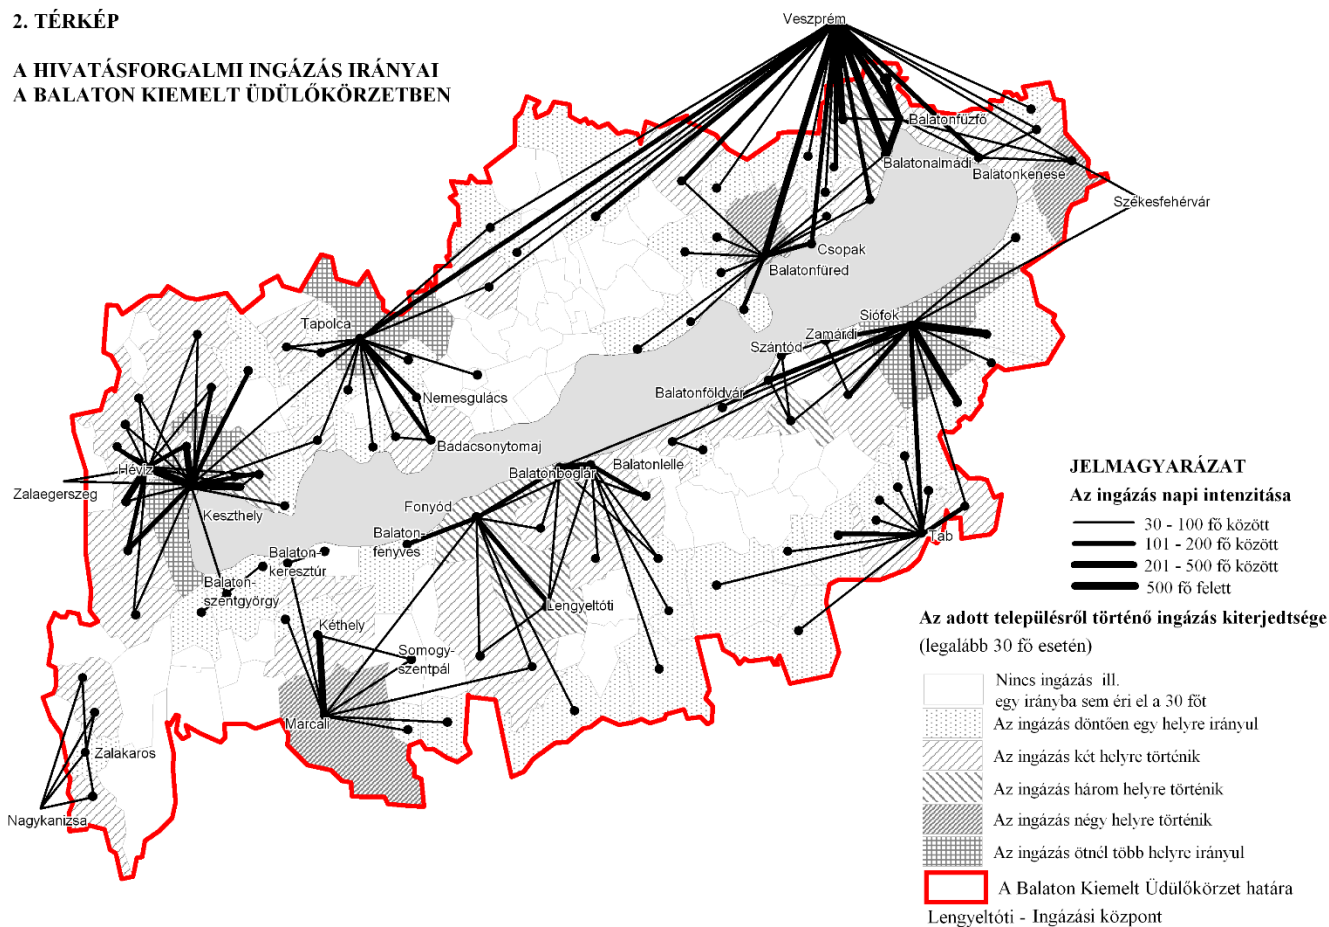 2. TÉRKÉP
A HIVATÁSFORGALMI INGÁZÁS IRÁNYAI
A BALATON KIEMELT ÜDÜLŐKÖRZETBEN
Veszprém
Balatonfűzfő
Balatonalmádi
Balatonkenese
Székesfehérvár
Csopak
Balatonfüred
Siófok
Tapolca
Zamárdi
Szántód
Balatonföldvár
Nemesgulács
Badacsonytomaj
Hévíz
Balatonlelle
Balatonboglár
Zalaegerszeg
Keszthely
Fonyód
Balaton-
fenyves
Tab
Balaton-
keresztúr
Balaton-
szentgyörgy
Lengyeltóti
Kéthely
Somogy-
szentpál
Marcali
Zalakaros
Nagykanizsa
JELMAGYARÁZAT
Az ingázás napi intenzitása
30 - 100 fő között
101 - 200 fő között
201 - 500 fő között
500 fő felett
Az adott településről történő ingázás kiterjedtsége
(legalább 30 fő esetén)
Nincs ingázás ill.
egy irányba sem éri el a 30 főt
Az ingázás döntően egy helyre irányul
Az ingázás két helyre történik
Az ingázás három helyre történik
Az ingázás négy helyre történik
Az ingázás ötnél több helyre irányul
A Balaton Kiemelt Üdülőkörzet határa
Lengyeltóti - Ingázási központ